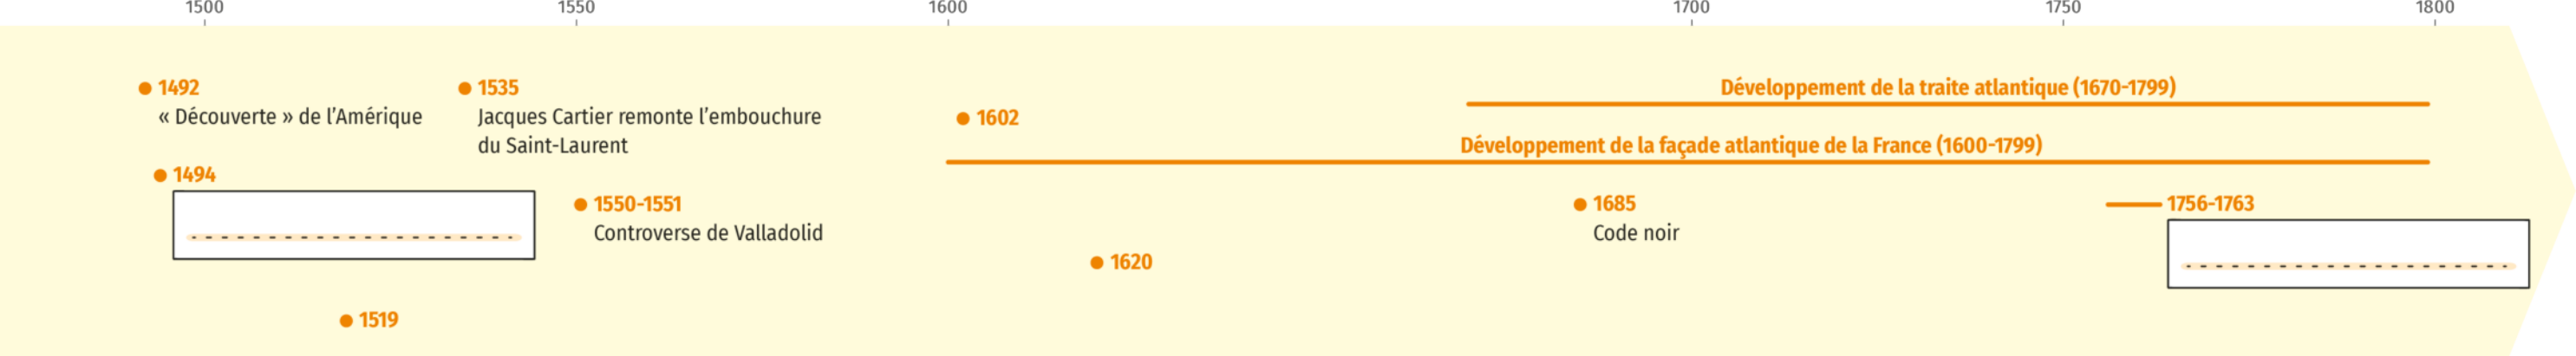 1500
1550
1600
1700
1750
1800
1492
« Découverte » de l’Amérique
1535
Jacques Cartier remonte l’embouchure
du Saint-Laurent
1602
Développement de la traite atlantique (1670-1799)
Développement de la façade atlantique de la France (1600-1799)
1494
1550-1551
Controverse de Valladolid
1685
Code noir
1756-1763
1620
1519